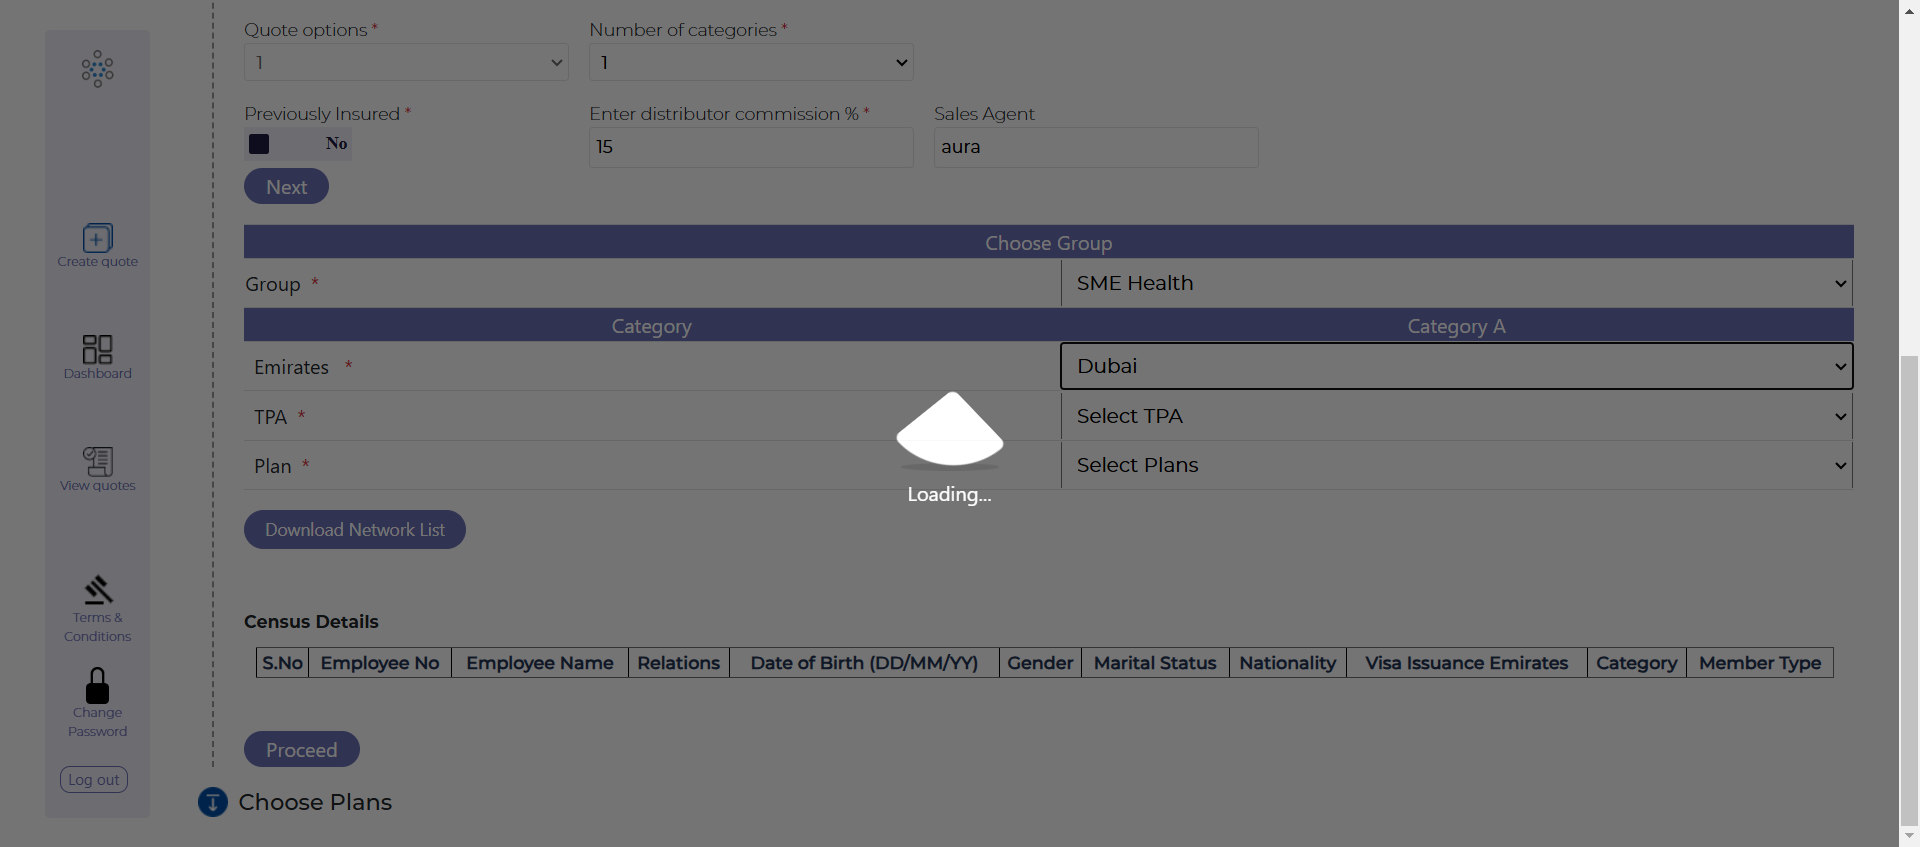 Quote options *
Number of categories *
1
1
Previously Insured *
Enter distributor commission % *
Sales Agent
No
15
aura
Next
Choose Group
Group *
SME Health
Category
Category A
Emirates *
Dubai
TPA *
Select TPA
Plan *
Select Plans
Loading...
Download Network List
Census Details
S.No Employee No Employee Name Relations Date of Birth (DD/MM/YY) Gender Marital Status Nationality Visa Issuance Emirates Category Member Type
Proceed
Choose Plans
Create quote
Dashboard
View quotes
Terms &
Conditions
Change
Password
Log out